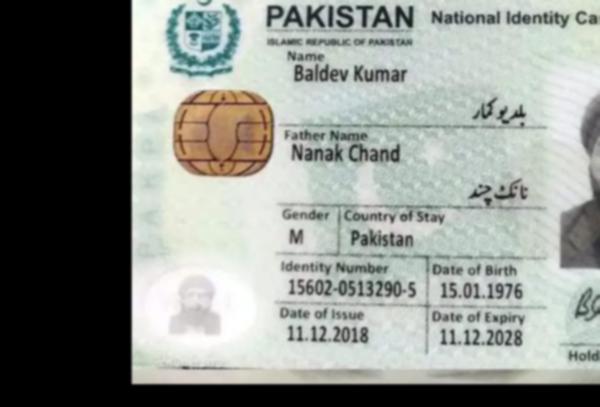 PAKISTAN National Identity Ca
ISLAMIC REPUBLIC OF PAKISTAN
Name
Baldev Kumar
بلدیو کمار
Father Name
Nanak Chand
نانک چند
Gender Country of Stay
M Pakistan
Identity Number Date of Birth
15602-0513290-5 15.01.1976
Date of Issue Date of Expiry
11.12.2018 11.12.2028
Hold